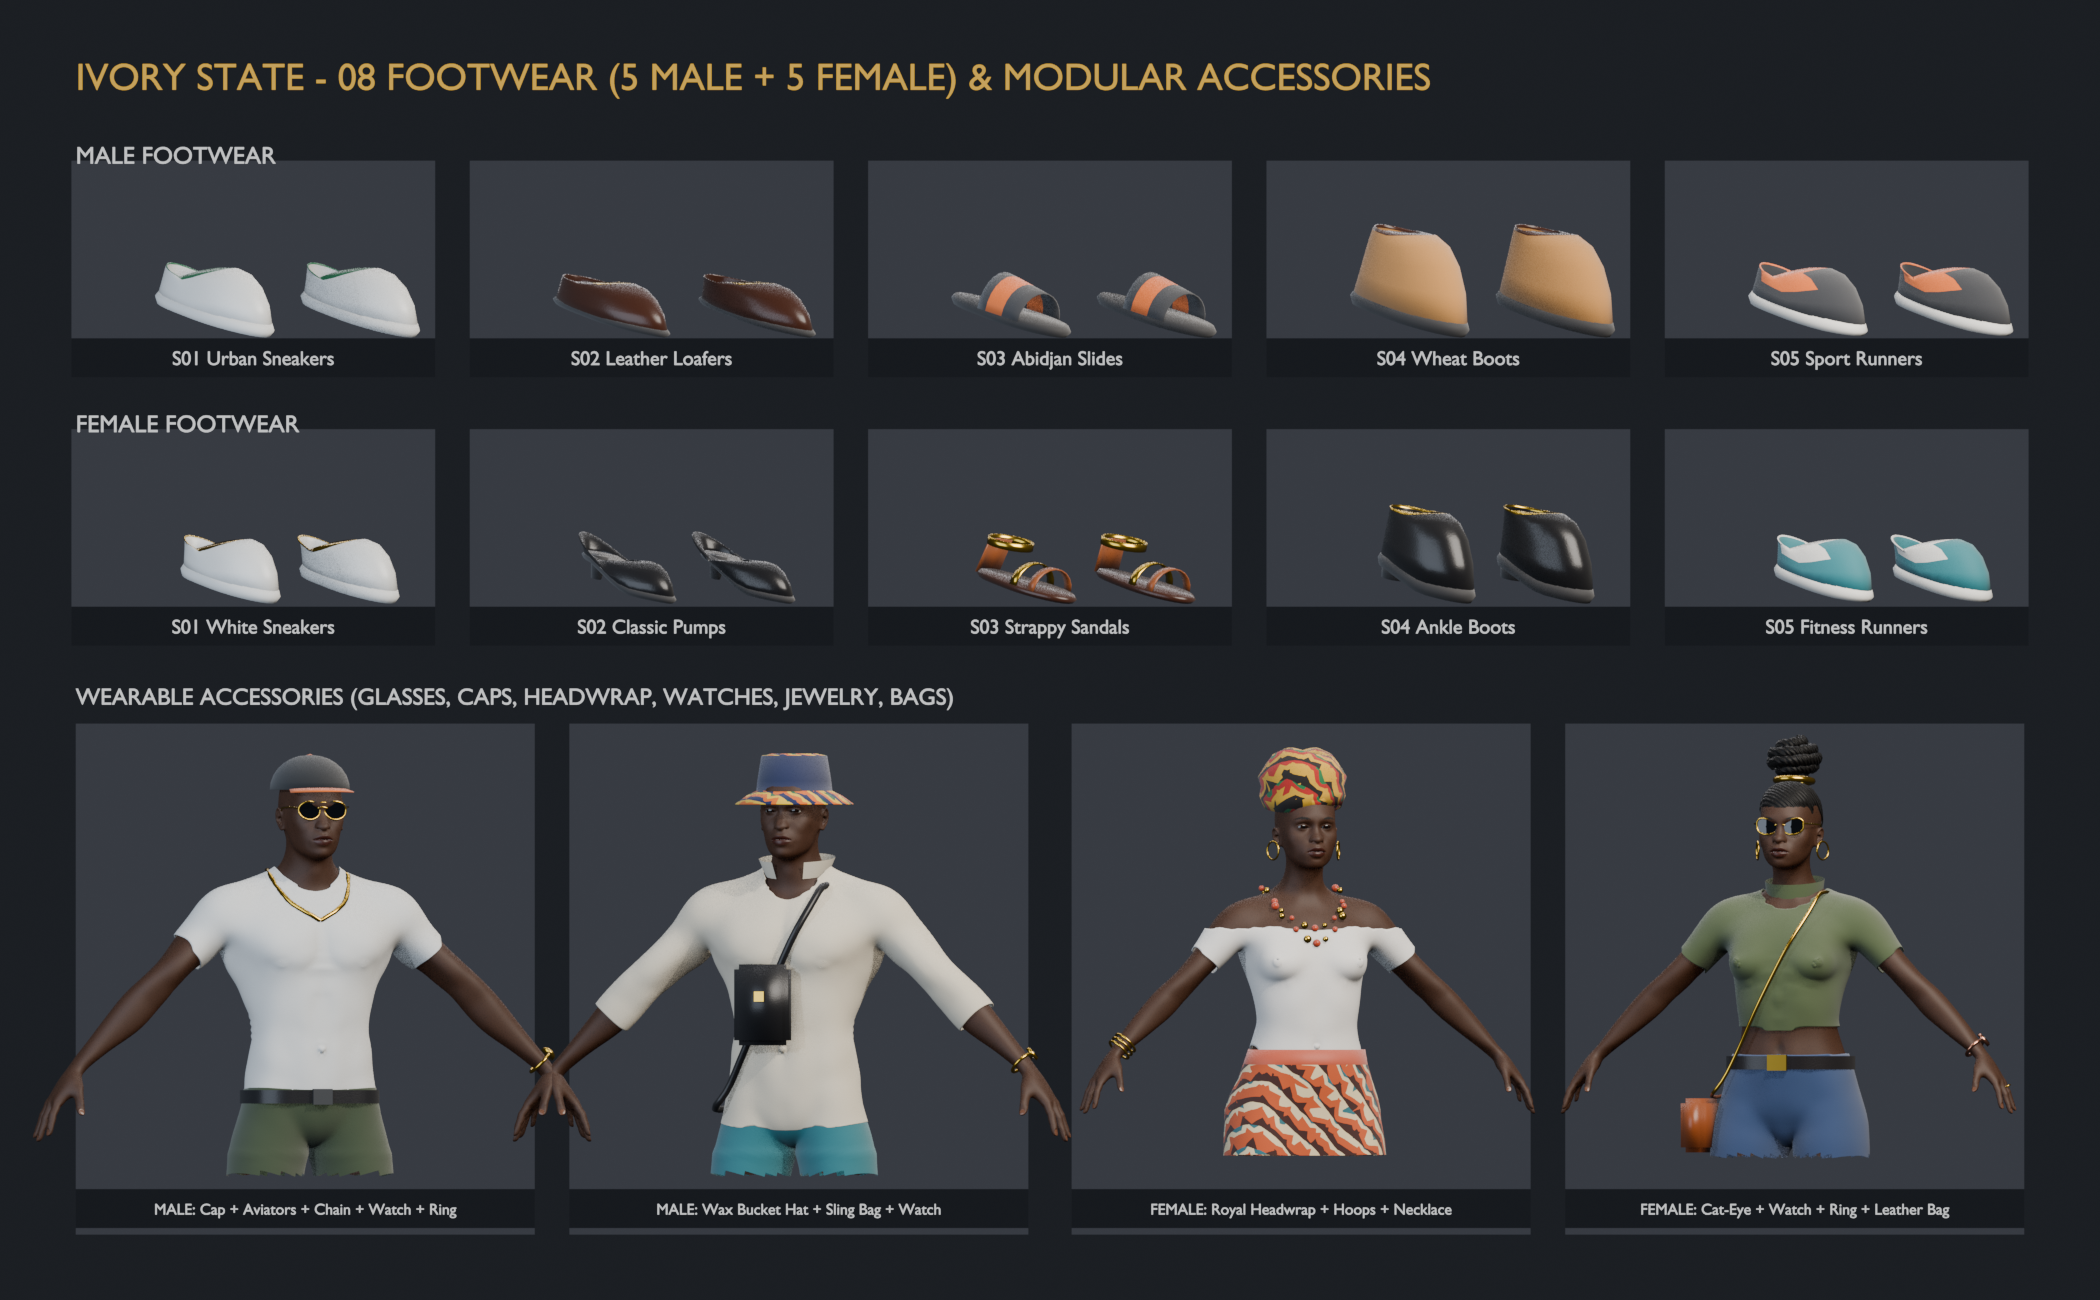 IVORY STATE - 08 FOOTWEAR (5 MALE + 5 FEMALE) & MODULAR ACCESSORIES
MALE FOOTWEAR
S01 Urban Sneakers
S02 Leather Loafers
S03 Abidjan Slides
S04 Wheat Boots
S05 Sport Runners
FEMALE FOOTWEAR
S01 White Sneakers
S02 Classic Pumps
S03 Strappy Sandals
S04 Ankle Boots
S05 Fitness Runners
WEARABLE ACCESSORIES (GLASSES, CAPS, HEADWRAP, WATCHES, JEWELRY, BAGS)
MALE: Cap + Aviators + Chain + Watch + Ring
MALE: Wax Bucket Hat + Sling Bag + Watch
FEMALE: Royal Headwrap + Hoops + Necklace
FEMALE: Cat-Eye + Watch + Ring + Leather Bag